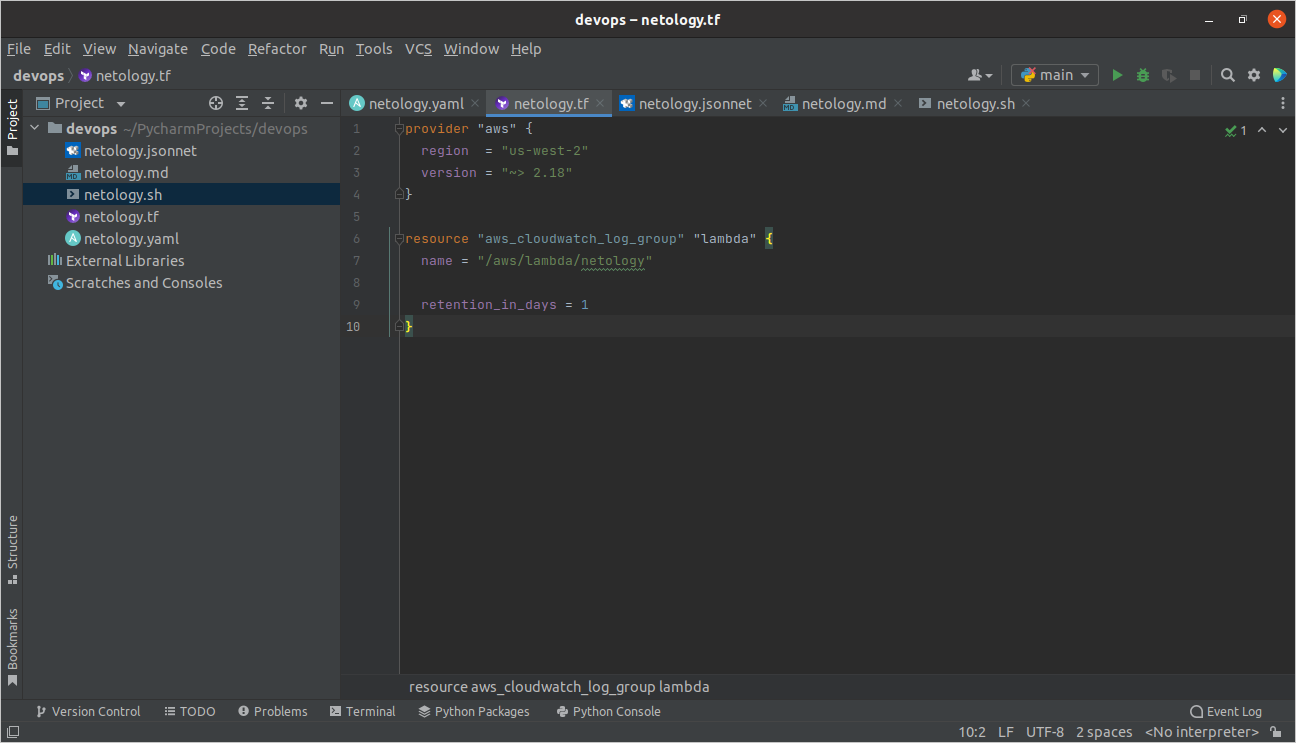 devops – netology.tf
File Edit View Navigate Code Refactor Run Tools VCS Window Help
devops netology.tf main
Project
Project
netology.yaml netology.tf netology.jsonnet netology.md netology.sh
devops ~/PycharmProjects/devops
netology.jsonnet
netology.md
netology.sh
netology.tf
netology.yaml
External Libraries
Scratches and Consoles
1 provider "aws" {
2 region  = "us-west-2"
3 version = "~> 2.18"
4 }
5
6 resource "aws_cloudwatch_log_group" "lambda" {
7 name = "/aws/lambda/netology"
8
9 retention_in_days = 1
10 }
1
Structure
Bookmarks
resource aws_cloudwatch_log_group lambda
Version Control TODO Problems Terminal Python Packages Python Console Event Log
10:2 LF UTF-8 2 spaces <No interpreter>